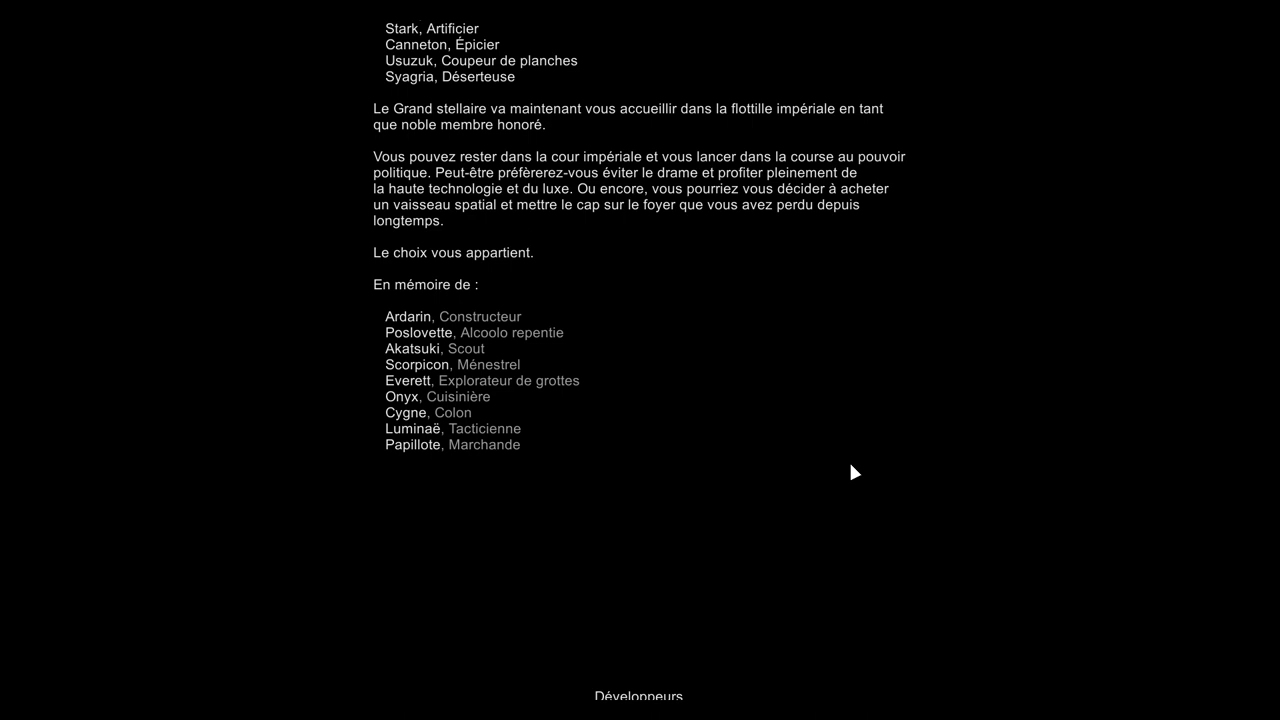 Stark, Artificier
Canneton, Épicier
Usuzuk, Coupeur de planches
Syagria, Déserteuse
Le Grand stellaire va maintenant vous accueillir dans la flottille impériale en tant
que noble membre honoré.
Vous pouvez rester dans la cour impériale et vous lancer dans la course au pouvoir
politique. Peut-être préfèrerez-vous éviter le drame et profiter pleinement de
la haute technologie et du luxe. Ou encore, vous pourriez vous décider à acheter
un vaisseau spatial et mettre le cap sur le foyer que vous avez perdu depuis
longtemps.
Le choix vous appartient.
En mémoire de :
Ardarin, Constructeur
Poslovette, Alcoolo repentie
Akatsuki, Scout
Scorpicon, Ménestrel
Everett, Explorateur de grottes
Onyx, Cuisinière
Cygne, Colon
Luminaë, Tacticienne
Papillote, Marchande
Développeurs